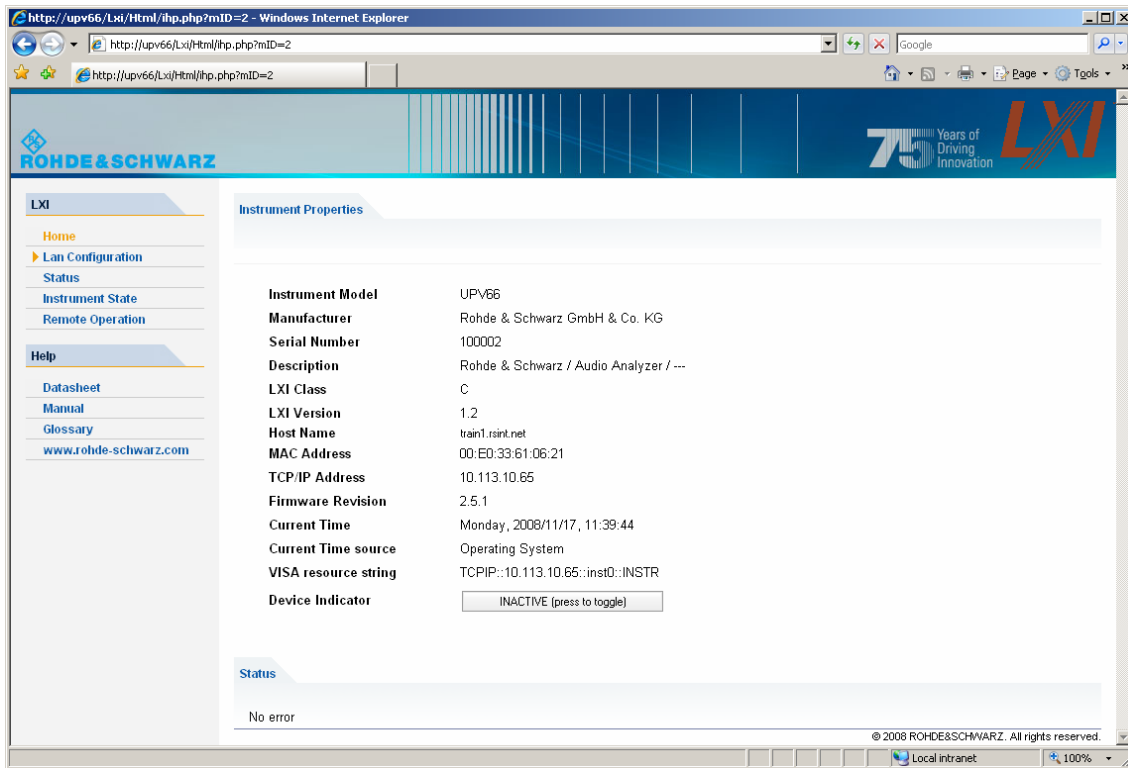 http://upv66/Lxi/Html/ihp.php?mID=2 - Windows Internet Explorer
http://upv66/Lxi/Html/ihp.php?mID=2
Google
http://upv66/Lxi/Html/ihp.php?mID=2
Page
Tools
»
ROHDE&SCHWARZ
75 Years of
Driving
Innovation
LXI
LXI
Home
Lan Configuration
Status
Instrument State
Remote Operation
Help
Datasheet
Manual
Glossary
www.rohde-schwarz.com
Instrument Properties
Instrument Model UPV66
Manufacturer Rohde & Schwarz GmbH & Co. KG
Serial Number 100002
Description Rohde & Schwarz / Audio Analyzer / ---
LXI Class C
LXI Version 1.2
Host Name train1.rsint.net
MAC Address 00:E0:33:61:06:21
TCP/IP Address 10.113.10.65
Firmware Revision 2.5.1
Current Time Monday, 2008/11/17, 11:39:44
Current Time source Operating System
VISA resource string TCPIP::10.113.10.65::inst0::INSTR
Device Indicator INACTIVE (press to toggle)
Status
No error
© 2008 ROHDE&SCHWARZ. All rights reserved.
Local intranet
100%